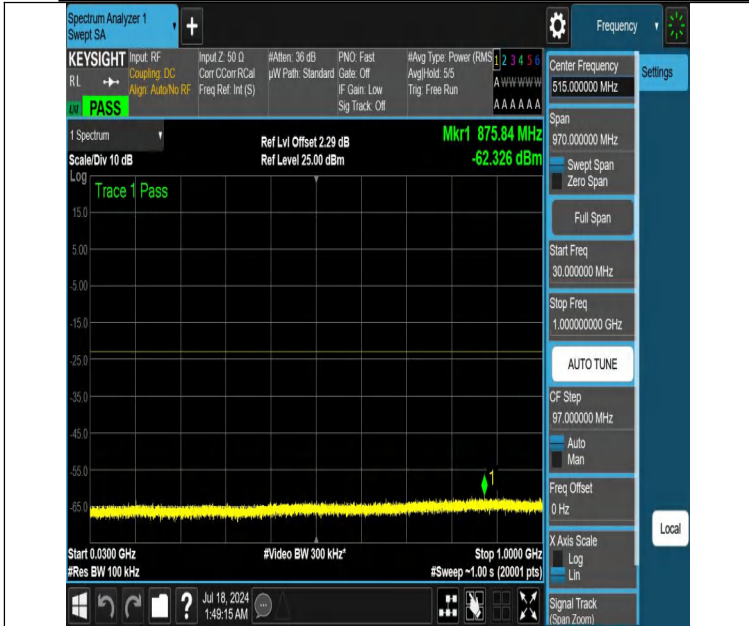 Spectrum Analyzer 1
Swept SA
Frequency
KEYSIGHT
RL
LXI PASS
Input: RF
Coupling: DC
Align: Auto/No RF
Input Z: 50 Ω
Corr CCorr RCal
Freq Ref: Int (S)
#Atten: 36 dB
µW Path: Standard
PNO: Fast
Gate: Off
IF Gain: Low
Sig Track: Off
#Avg Type: Power (RMS
Avg|Hold: 5/5
Trig: Free Run
1 2 3 4 5 6
A W W W W W
A A A A A A
1 Spectrum
Scale/Div 10 dB
Ref Lvl Offset 2.29 dB
Ref Level 25.00 dBm
Mkr1 875.84 MHz
-62.326 dBm
Log
Trace 1 Pass
15.0
5.00
-5.00
-15.0
-25.0
-35.0
-45.0
-55.0
-65.0
1
Start 0.0300 GHz
#Res BW 100 kHz
#Video BW 300 kHz*
Stop 1.0000 GHz
#Sweep ~1.00 s (20001 pts)
?
Jul 18, 2024
1:49:15 AM
Center Frequency
515.000000 MHz
Span
970.000000 MHz
Swept Span
Zero Span
Full Span
Start Freq
30.000000 MHz
Stop Freq
1.000000000 GHz
AUTO TUNE
CF Step
97.000000 MHz
Auto
Man
Freq Offset
0 Hz
X Axis Scale
Log
Lin
Signal Track
(Span Zoom)
Settings
Local